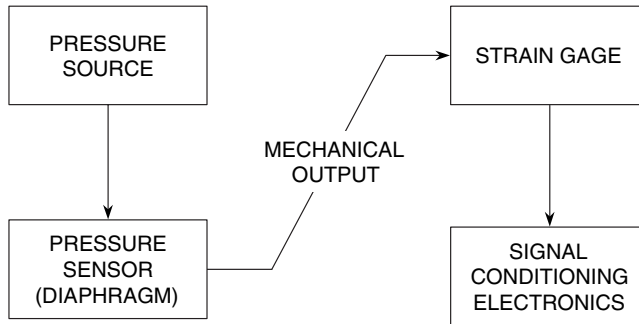 PRESSURE
SOURCE
STRAIN GAGE
MECHANICAL
OUTPUT
PRESSURE
SENSOR
(DIAPHRAGM)
SIGNAL
CONDITIONING
ELECTRONICS